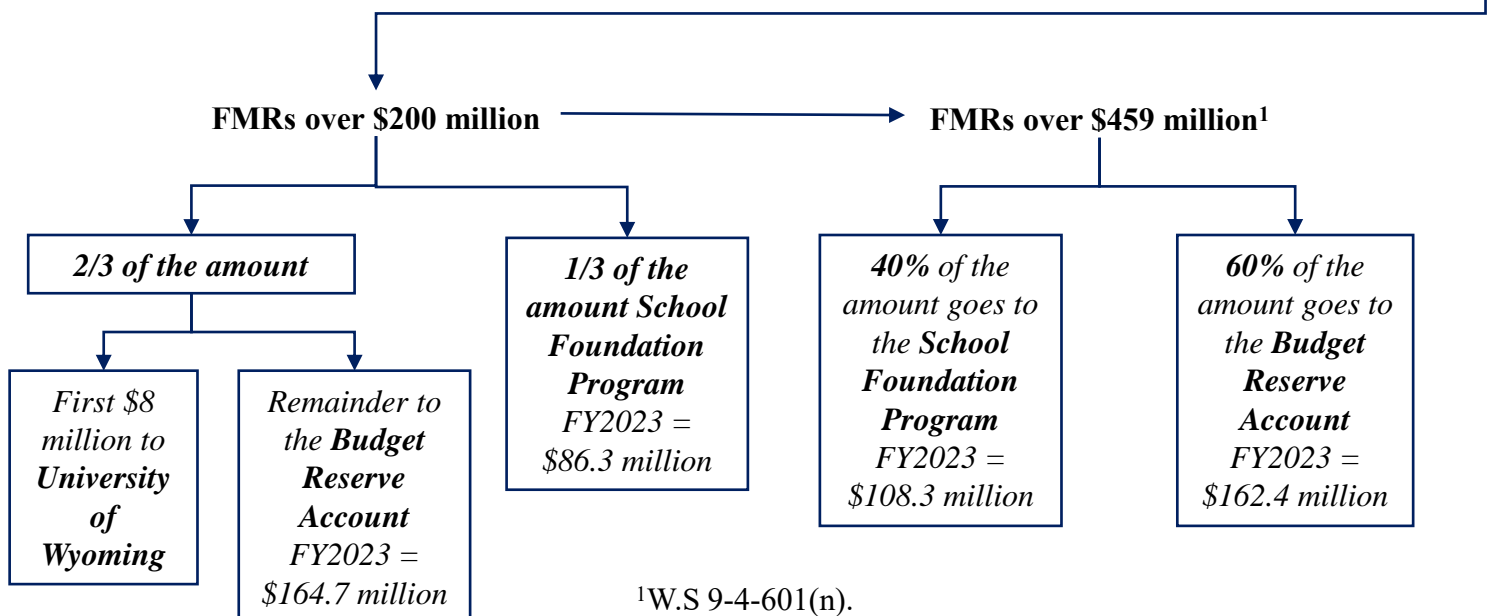 FMRs over $200 million
FMRs over $459 million¹
2/3 of the amount
First $8
million to
University
of
Wyoming
Remainder to
the Budget
Reserve
Account
FY2023 =
$164.7 million
1/3 of the
amount School
Foundation
Program
FY2023 =
$86.3 million
40% of the
amount goes to
the School
Foundation
Program
FY2023 =
$108.3 million
60% of the
amount goes to
the Budget
Reserve
Account
FY2023 =
$162.4 million
¹W.S 9-4-601(n).